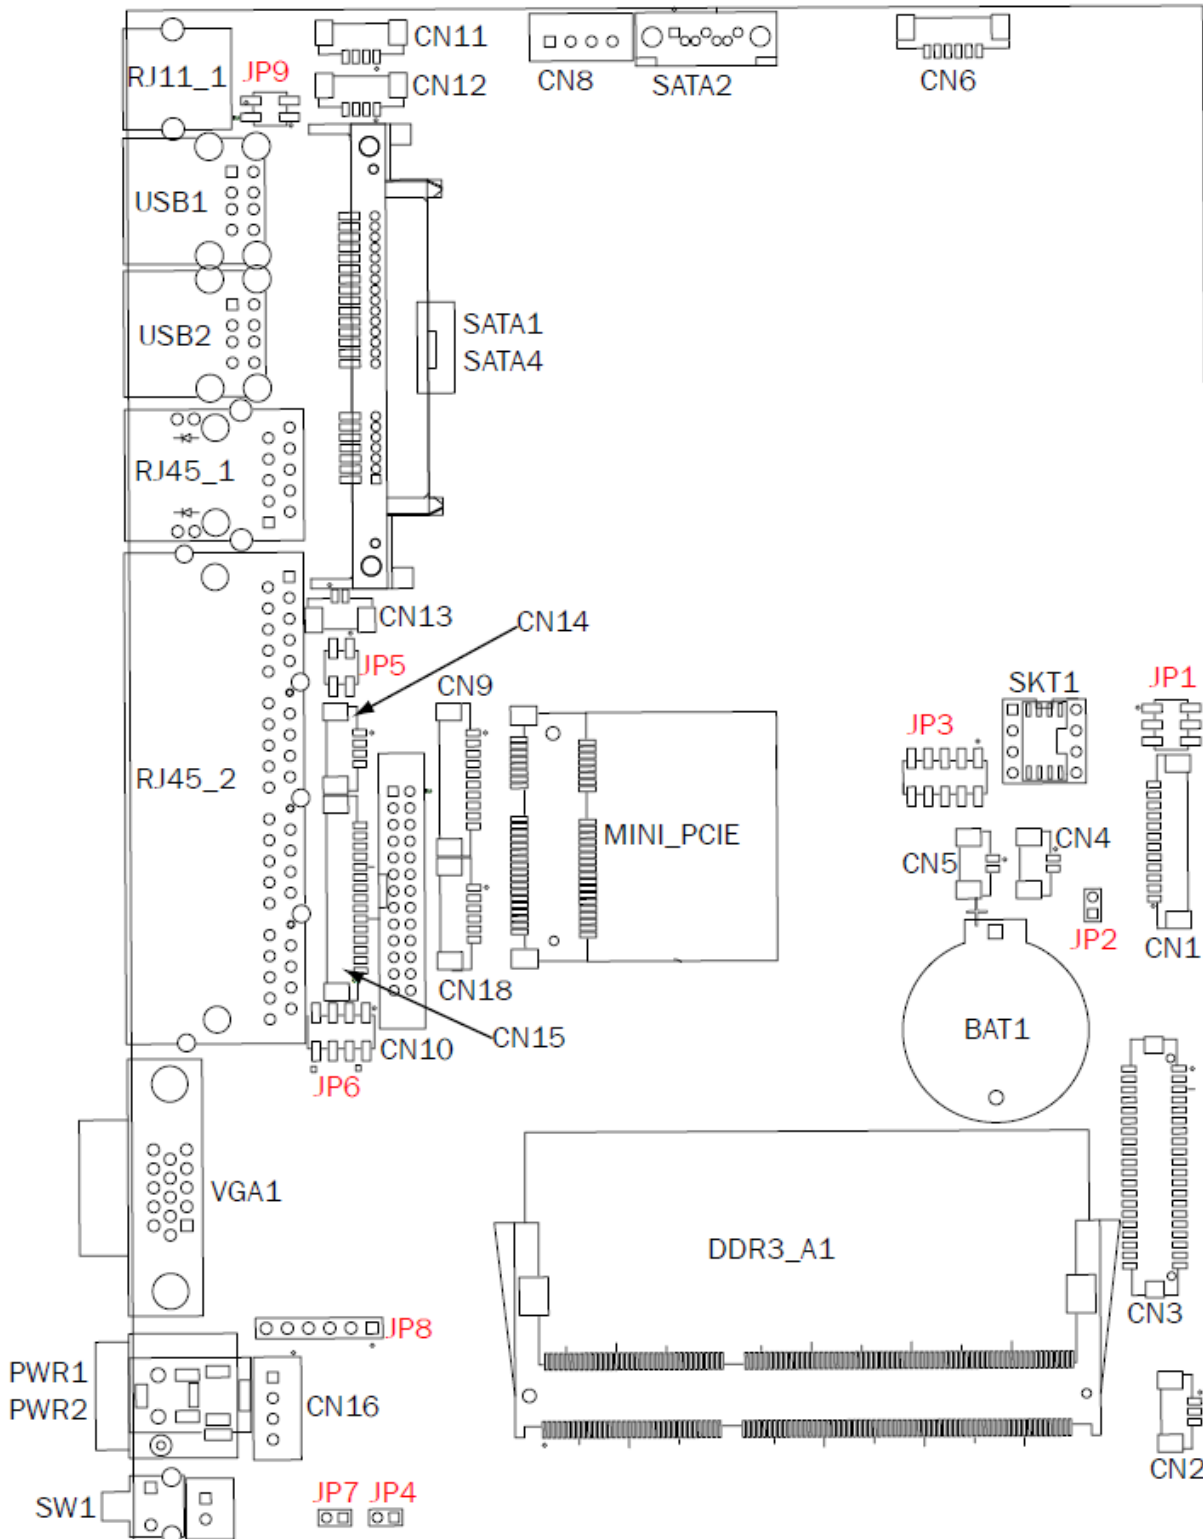 CN11
RJ11_1
JP9
CN12
CN8
SATA2
CN6
USB1
USB2
SATA1
SATA4
RJ45_1
CN13
CN14
JP5
CN9
SKT1
JP1
JP3
RJ45_2
MINI_PCIE
CN5
CN4
JP2
CN1
CN18
CN15
CN10
BAT1
JP6
VGA1
DDR3_A1
CN3
JP8
PWR1
PWR2
CN16
CN2
SW1
JP7
JP4